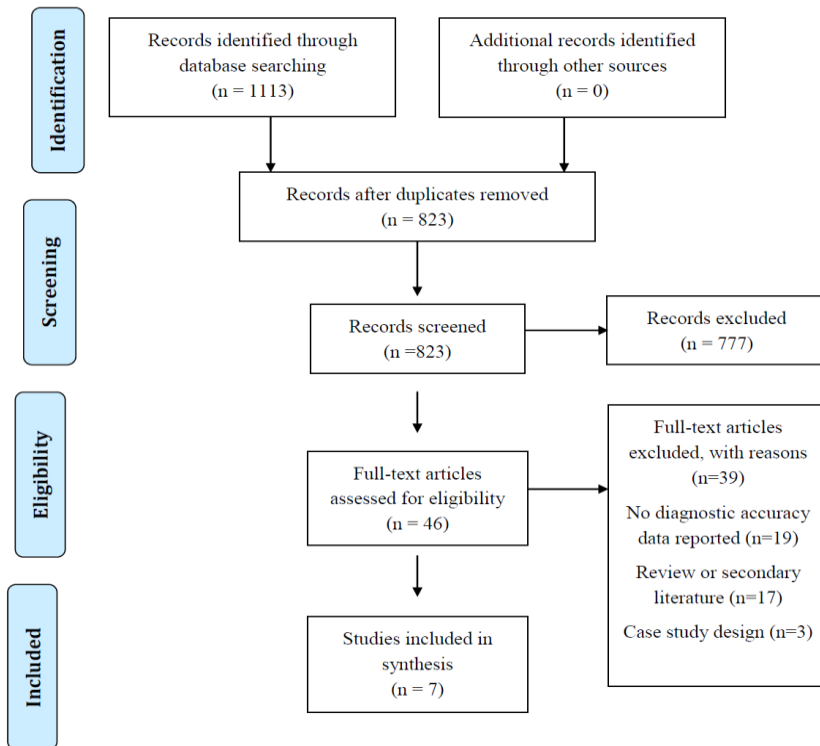 Identification
Records identified through
database searching
(n = 1113)
Additional records identified
through other sources
(n = 0)
Records after duplicates removed
(n = 823)
Screening
Records screened
(n =823)
Records excluded
(n = 777)
Eligibility
Full-text articles
assessed for eligibility
(n = 46)
Full-text articles
excluded, with reasons
(n=39)
No diagnostic accuracy
data reported (n=19)
Review or secondary
literature (n=17)
Case study design (n=3)
Included
Studies included in
synthesis
(n = 7)